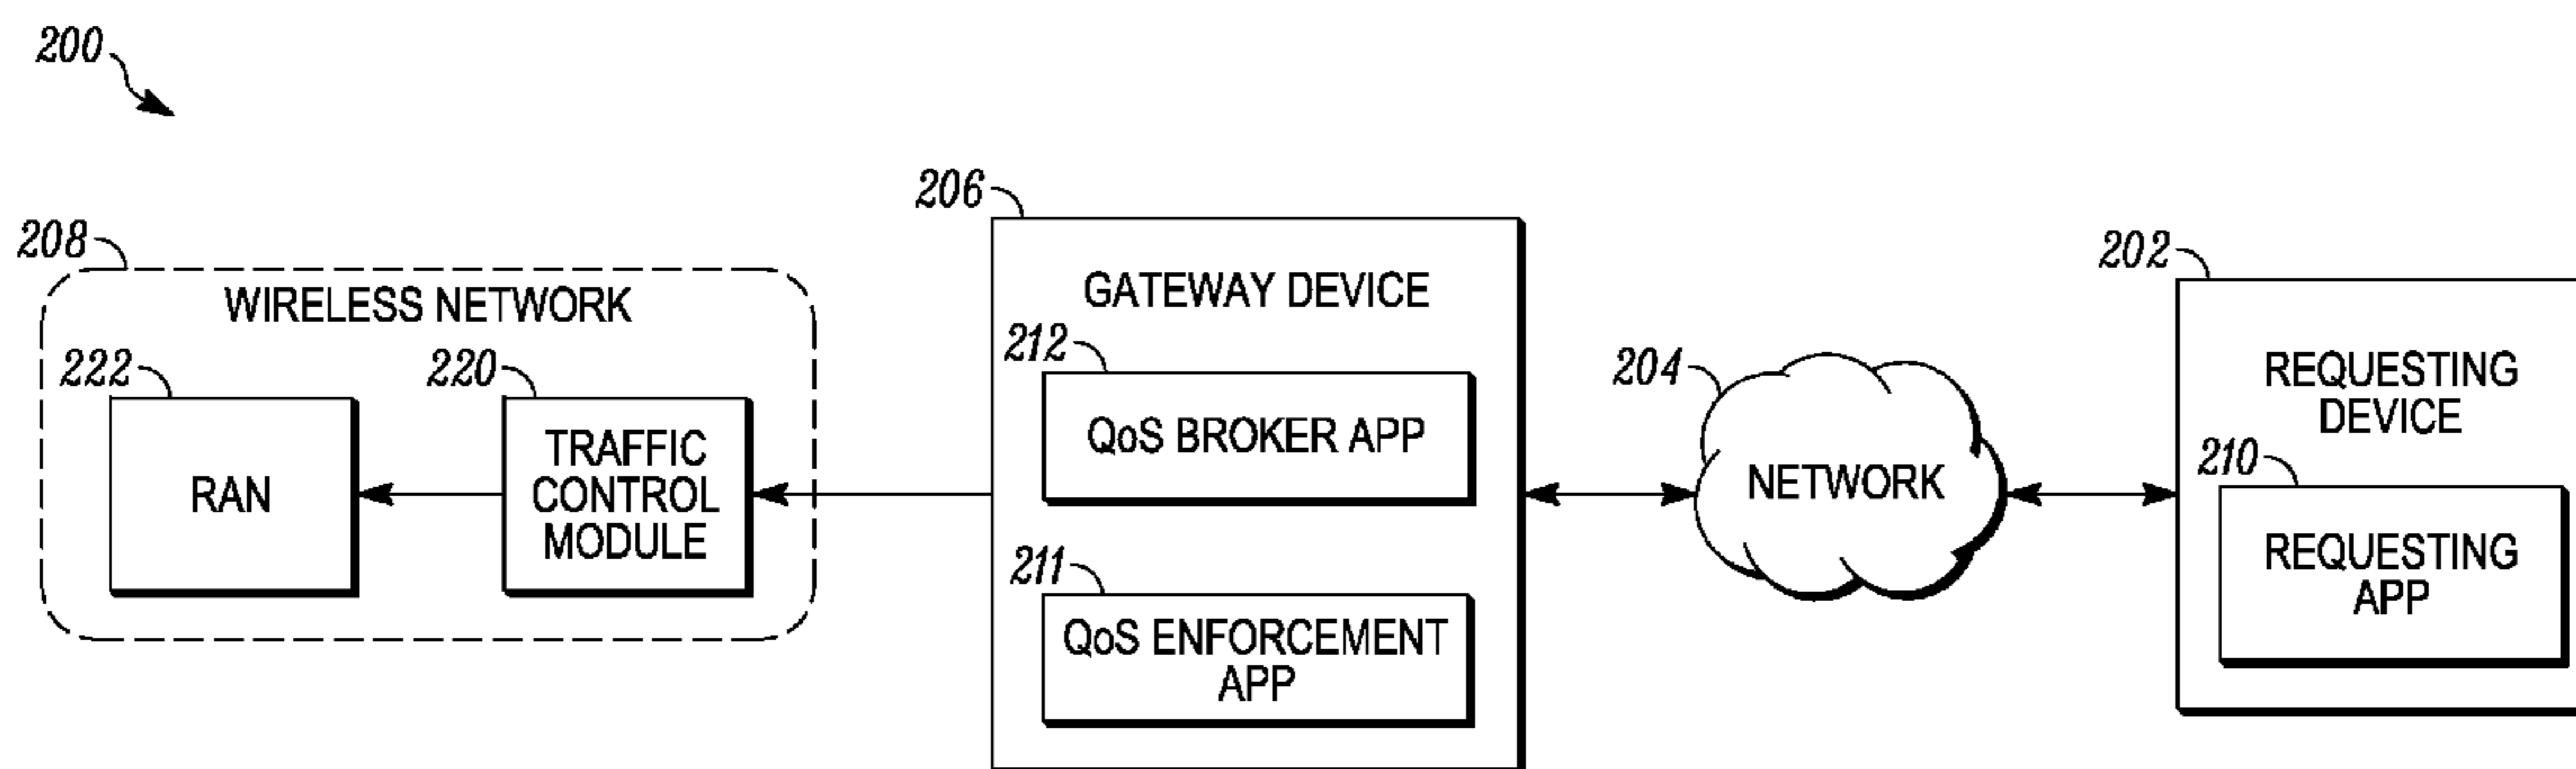 200
208
WIRELESS NETWORK
222
RAN
220
TRAFFIC
CONTROL
MODULE
206
GATEWAY DEVICE
212
QoS BROKER APP
211
QoS ENFORCEMENT
APP
204
NETWORK
202
REQUESTING
DEVICE
210
REQUESTING
APP